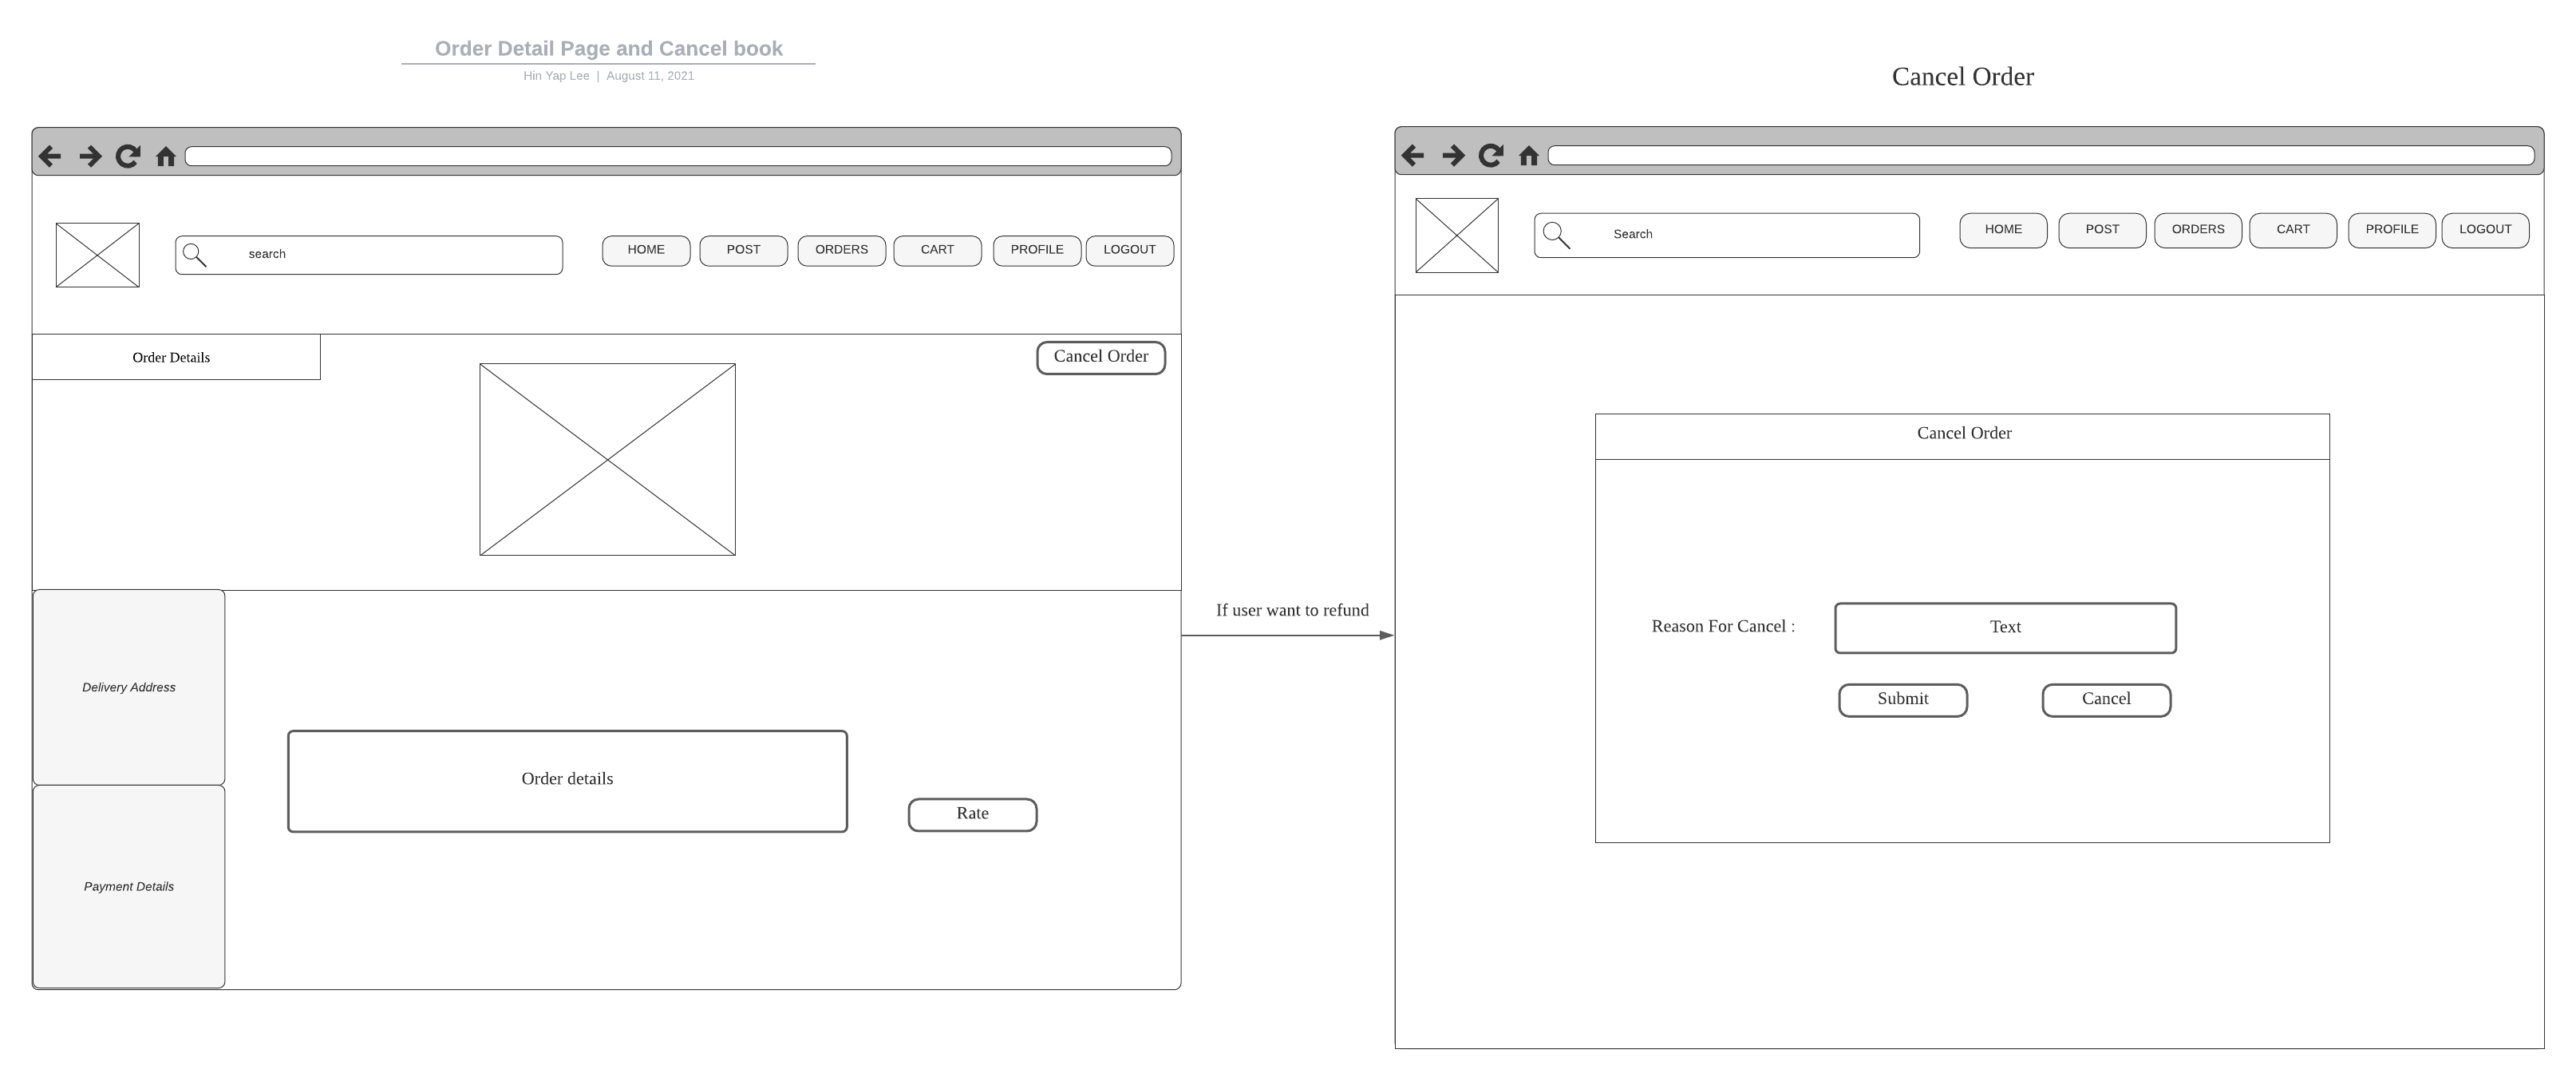 Order Detail Page and Cancel book
Hin Yap Lee | August 11, 2021
search
HOME
POST
ORDERS
CART
PROFILE
LOGOUT
Order Details
Cancel Order
Delivery Address
Order details
Rate
Payment Details
If user want to refund
Cancel Order
Search
HOME
POST
ORDERS
CART
PROFILE
LOGOUT
Cancel Order
Reason For Cancel :
Text
Submit
Cancel